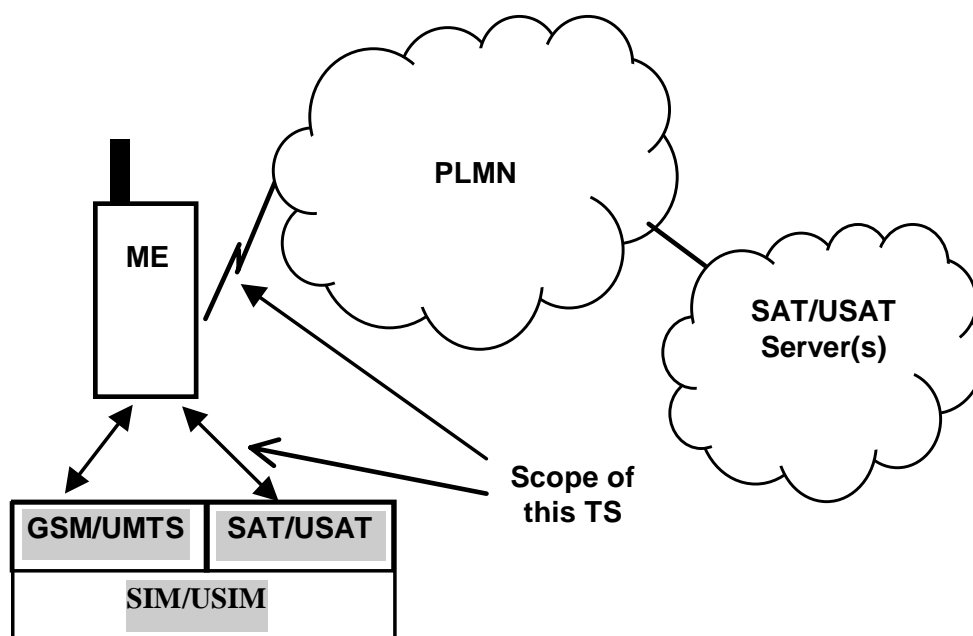 PLMN
ME
SAT/USAT
Server(s)
Scope of
this TS
GSM/UMTS
SAT/USAT
SIM/USIM